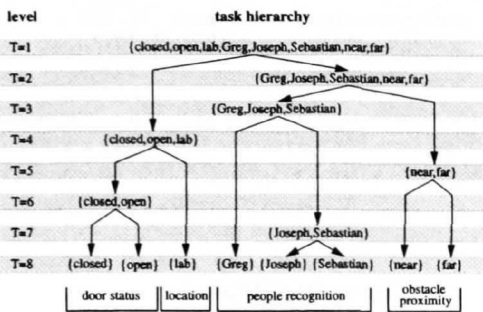 level task hierarchy
T=1 {closed,open,lab,Greg,Joseph,Sebastian,near,far}
T=2 {Greg,Joseph,Sebastian,near,far}
T=3 {Greg,Joseph,Sebastian}
T=4 {closed,open,lab}
T=5 {near,far}
T=6 {closed,open}
T=7 {Joseph,Sebastian}
T=8 {closed} {open} {lab} {Greg} {Joseph} {Sebastian} {near} {far}
door status location people recognition obstacle
proximity